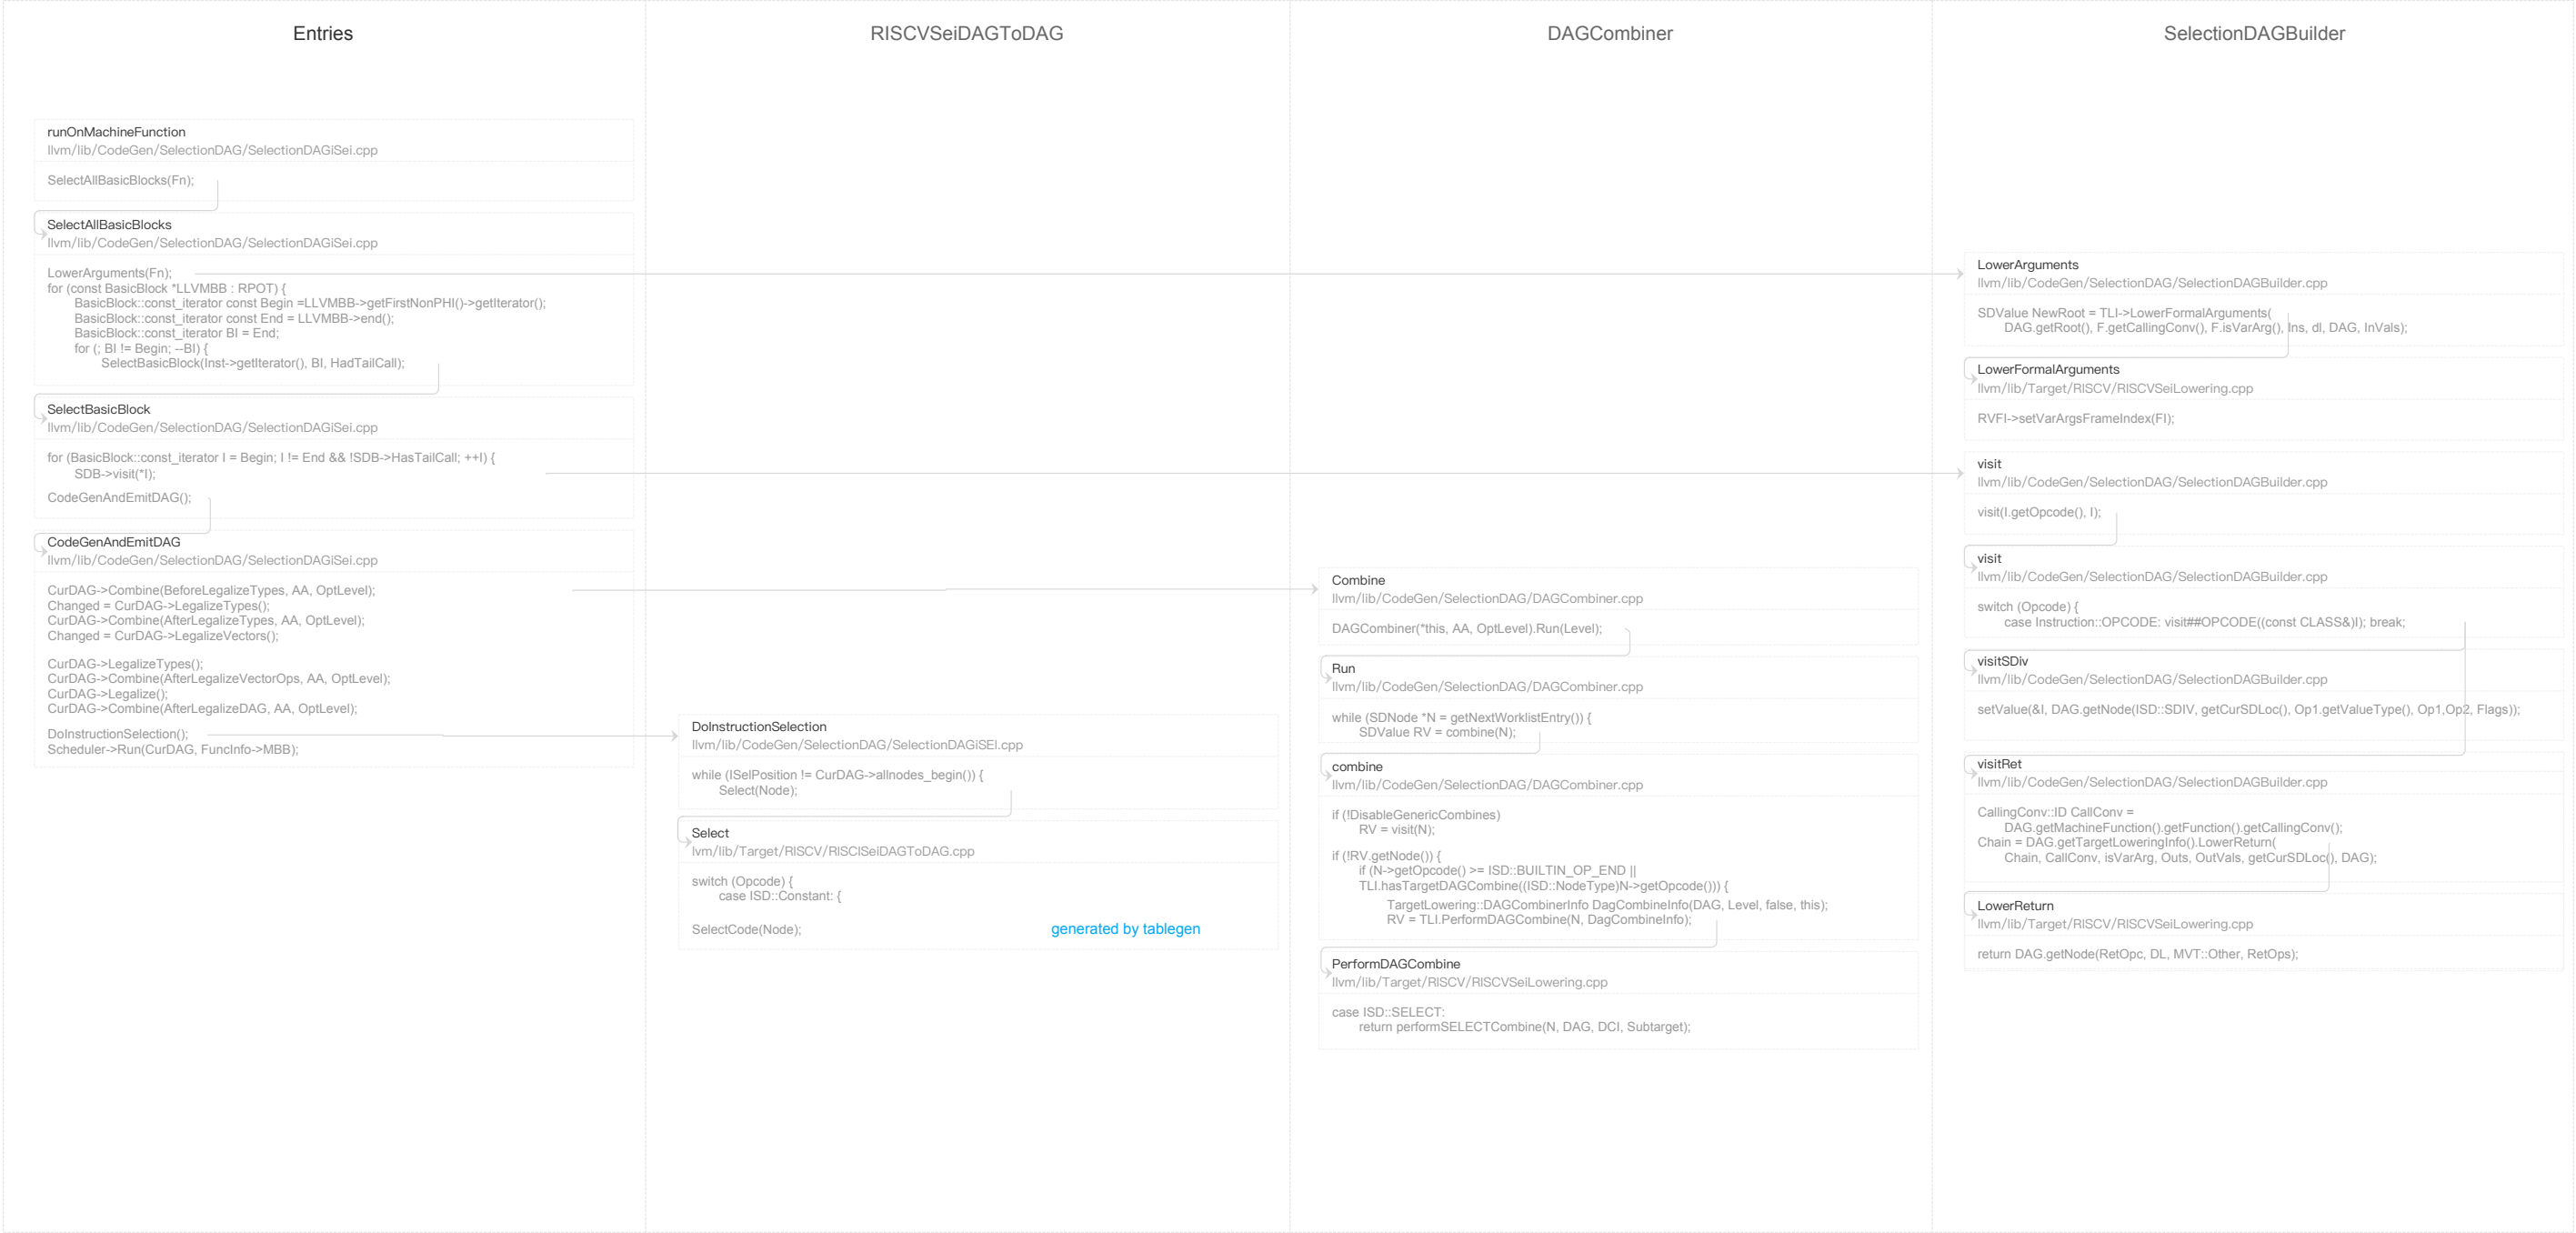 Entries
runOnMachineFunction
llvm/lib/CodeGen/SelectionDAG/SelectionDAGiSei.cpp
SelectAllBasicBlocks(Fn);
SelectAllBasicBlocks
llvm/lib/CodeGen/SelectionDAG/SelectionDAGiSei.cpp
LowerArguments(Fn);
for (const BasicBlock *LLVMBB : RPOT) {
BasicBlock::const_iterator const Begin =LLVMBB->getFirstNonPHI()->getIterator();
BasicBlock::const_iterator const End = LLVMBB->end();
BasicBlock::const_iterator BI = End;
for (; BI != Begin; --BI) {
SelectBasicBlock(Inst->getIterator(), BI, HadTailCall);
SelectBasicBlock
llvm/lib/CodeGen/SelectionDAG/SelectionDAGiSei.cpp
for (BasicBlock::const_iterator I = Begin; I != End && !SDB->HasTailCall; ++I) {
SDB->visit(*I);
CodeGenAndEmitDAG();
CodeGenAndEmitDAG
llvm/lib/CodeGen/SelectionDAG/SelectionDAGiSei.cpp
CurDAG->Combine(BeforeLegalizeTypes, AA, OptLevel);
Changed = CurDAG->LegalizeTypes();
CurDAG->Combine(AfterLegalizeTypes, AA, OptLevel);
Changed = CurDAG->LegalizeVectors();
CurDAG->LegalizeTypes();
CurDAG->Combine(AfterLegalizeVectorOps, AA, OptLevel);
CurDAG->Legalize();
CurDAG->Combine(AfterLegalizeDAG, AA, OptLevel);
DoInstructionSelection();
Scheduler->Run(CurDAG, FuncInfo->MBB);
RISCVSeiDAGToDAG
DoInstructionSelection
llvm/lib/CodeGen/SelectionDAG/SelectionDAGiSEl.cpp
while (ISelPosition != CurDAG->allnodes_begin()) {
Select(Node);
Select
lvm/lib/Target/RISCV/RISCISeiDAGToDAG.cpp
switch (Opcode) {
case ISD::Constant: {
SelectCode(Node);
generated by tablegen
DAGCombiner
Combine
llvm/lib/CodeGen/SelectionDAG/DAGCombiner.cpp
DAGCombiner(*this, AA, OptLevel).Run(Level);
Run
llvm/lib/CodeGen/SelectionDAG/DAGCombiner.cpp
while (SDNode *N = getNextWorklistEntry()) {
SDValue RV = combine(N);
combine
llvm/lib/CodeGen/SelectionDAG/DAGCombiner.cpp
if (!DisableGenericCombines)
RV = visit(N);
if (!RV.getNode()) {
if (N->getOpcode() >= ISD::BUILTIN_OP_END ||
TLI.hasTargetDAGCombine((ISD::NodeType)N->getOpcode())) {
TargetLowering::DAGCombinerInfo DagCombineInfo(DAG, Level, false, this);
RV = TLI.PerformDAGCombine(N, DagCombineInfo);
PerformDAGCombine
llvm/lib/Target/RISCV/RISCVSeiLowering.cpp
case ISD::SELECT:
return performSELECTCombine(N, DAG, DCI, Subtarget);
SelectionDAGBuilder
LowerArguments
llvm/lib/CodeGen/SelectionDAG/SelectionDAGBuilder.cpp
SDValue NewRoot = TLI->LowerFormalArguments(
DAG.getRoot(), F.getCallingConv(), F.isVarArg(), Ins, dl, DAG, InVals);
LowerFormalArguments
llvm/lib/Target/RISCV/RISCVSeiLowering.cpp
RVFI->setVarArgsFrameIndex(FI);
visit
llvm/lib/CodeGen/SelectionDAG/SelectionDAGBuilder.cpp
visit(I.getOpcode(), I);
visit
llvm/lib/CodeGen/SelectionDAG/SelectionDAGBuilder.cpp
switch (Opcode) {
case Instruction::OPCODE: visit##OPCODE((const CLASS&)I); break;
visitSDiv
llvm/lib/CodeGen/SelectionDAG/SelectionDAGBuilder.cpp
setValue(&I, DAG.getNode(ISD::SDIV, getCurSDLoc(), Op1.getValueType(), Op1,Op2, Flags));
visitRet
llvm/lib/CodeGen/SelectionDAG/SelectionDAGBuilder.cpp
CallingConv::ID CallConv =
DAG.getMachineFunction().getFunction().getCallingConv();
Chain = DAG.getTargetLoweringInfo().LowerReturn(
Chain, CallConv, isVarArg, Outs, OutVals, getCurSDLoc(), DAG);
LowerReturn
llvm/lib/Target/RISCV/RISCVSeiLowering.cpp
return DAG.getNode(RetOpc, DL, MVT::Other, RetOps);